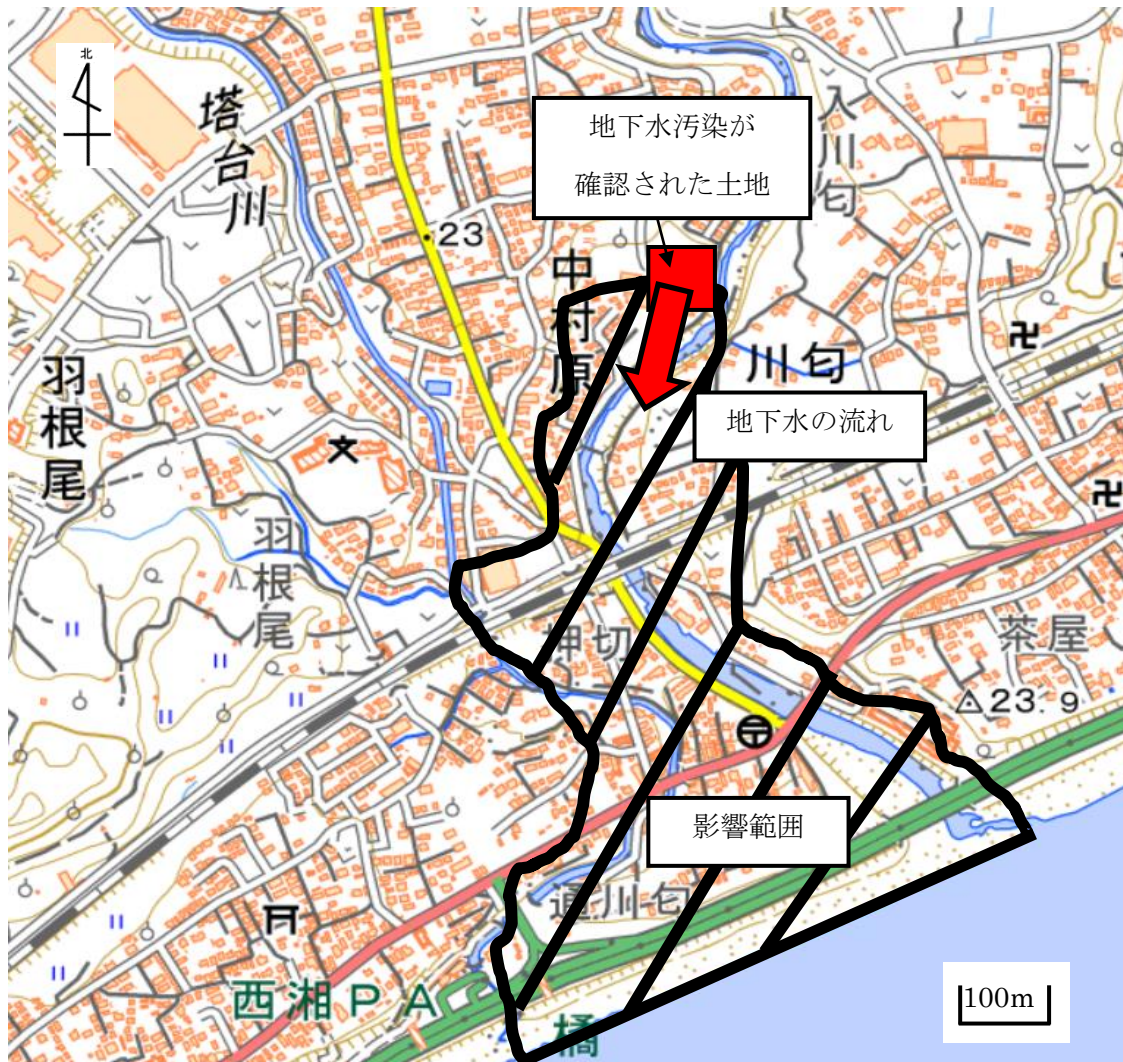 北
塔台川
地下水汚染が
確認された土地
入川匂
23
中村原
羽根尾
川匂
地下水の流れ
羽根尾
押切
茶屋
23.9
影響範囲
通川匂
西湘PA
橘
100m